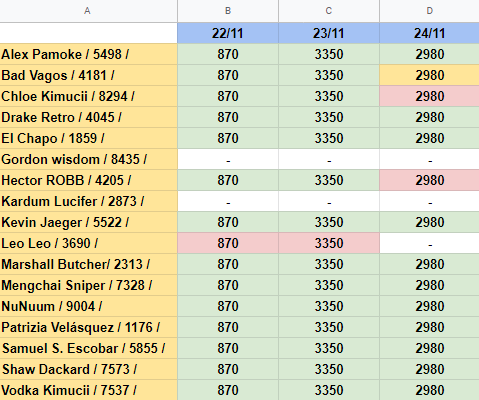 A B C D
22/11 23/11 24/11
Alex Pamoke / 5498 / 870 3350 2980
Bad Vagos / 4181 / 870 3350 2980
Chloe Kimucii / 8294 / 870 3350 2980
Drake Retro / 4045 / 870 3350 2980
El Chapo / 1859 / 870 3350 2980
Gordon wisdom / 8435 / - - -
Hector ROBB / 4205 / 870 3350 2980
Kardum Lucifer / 2873 / - - -
Kevin Jaeger / 5522 / 870 3350 2980
Leo Leo / 3690 / 870 3350 -
Marshall Butcher/ 2313 / 870 3350 2980
Mengchai Sniper / 7328 / 870 3350 2980
NuNuum / 9004 / 870 3350 2980
Patrizia Velásquez / 1176 / 870 3350 2980
Samuel S. Escobar / 5855 / 870 3350 2980
Shaw Dackard / 7573 / 870 3350 2980
Vodka Kimucii / 7537 / 870 3350 2980